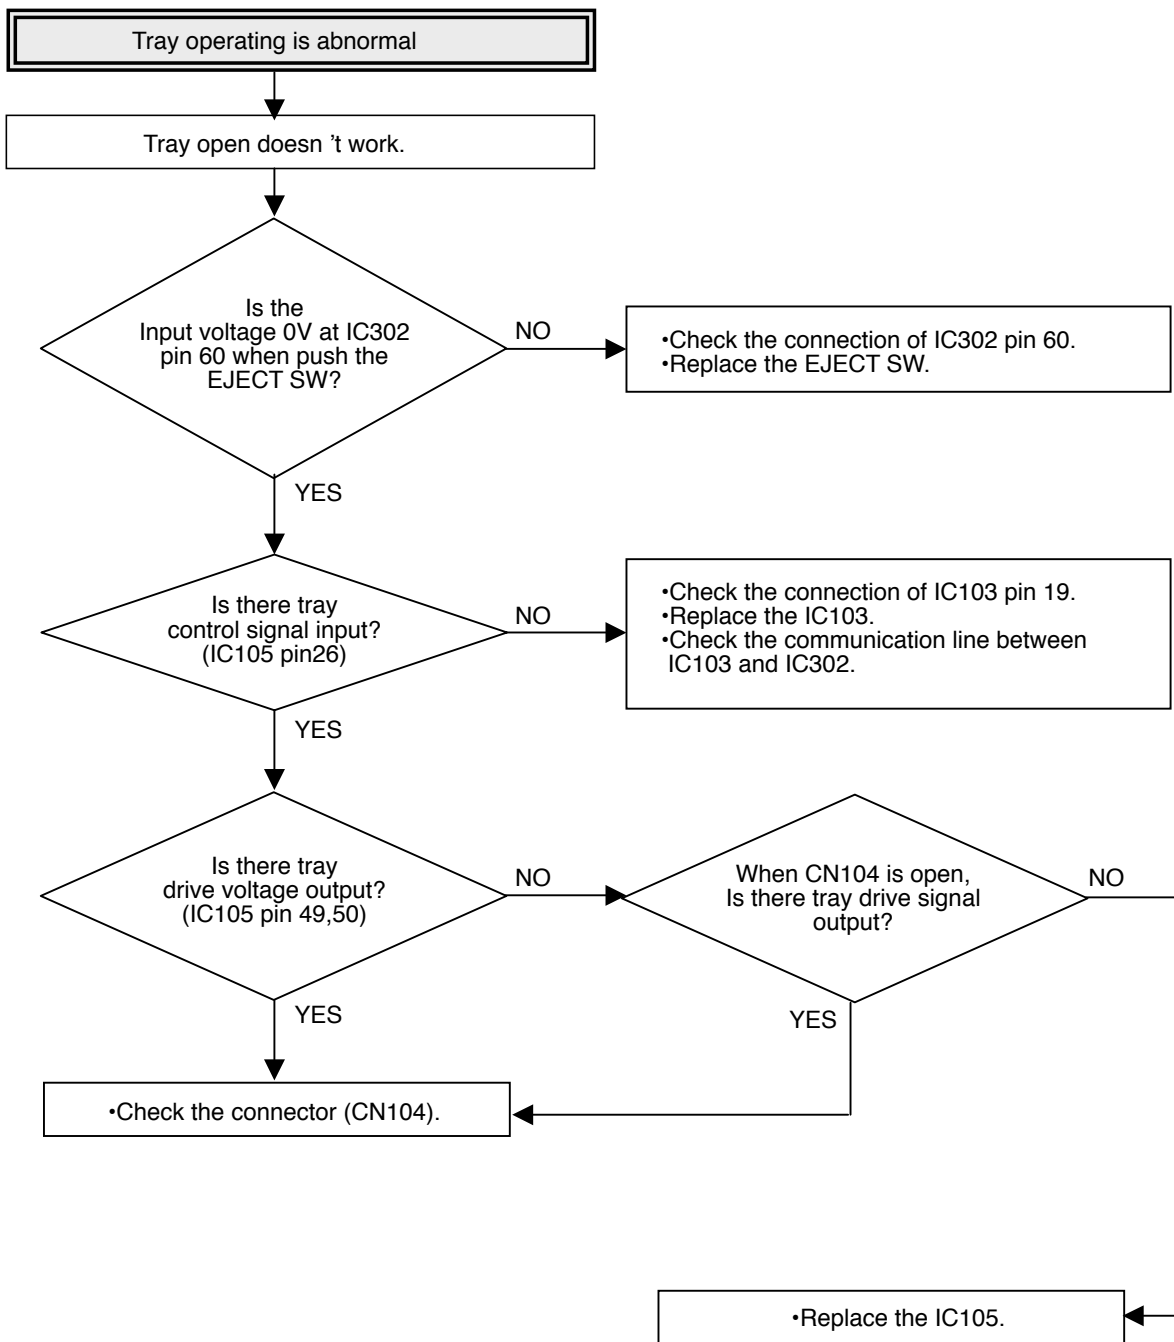 Tray operating is abnormal
Tray open doesn 't work.
Is the
Input voltage 0V at IC302
pin 60 when push the
EJECT SW?
NO
•Check the connection of IC302 pin 60.
•Replace the EJECT SW.
YES
Is there tray
control signal input?
(IC105 pin26)
NO
•Check the connection of IC103 pin 19.
•Replace the IC103.
•Check the communication line between
IC103 and IC302.
YES
Is there tray
drive voltage output?
(IC105 pin 49,50)
NO
When CN104 is open,
Is there tray drive signal
output?
NO
YES
YES
•Check the connector (CN104).
•Replace the IC105.